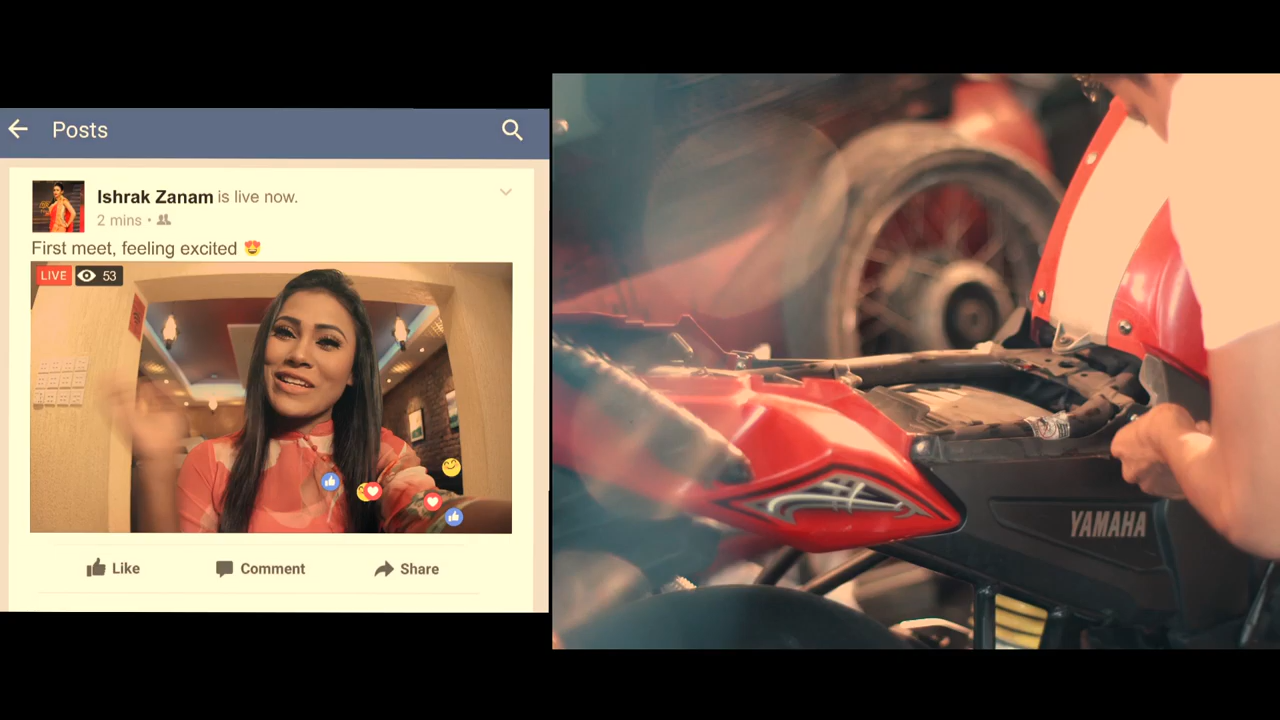 Posts
Ishrak Zanam is live now.
2 mins
First meet, feeling excited 😍
LIVE 53
Like Comment Share
YAMAHA